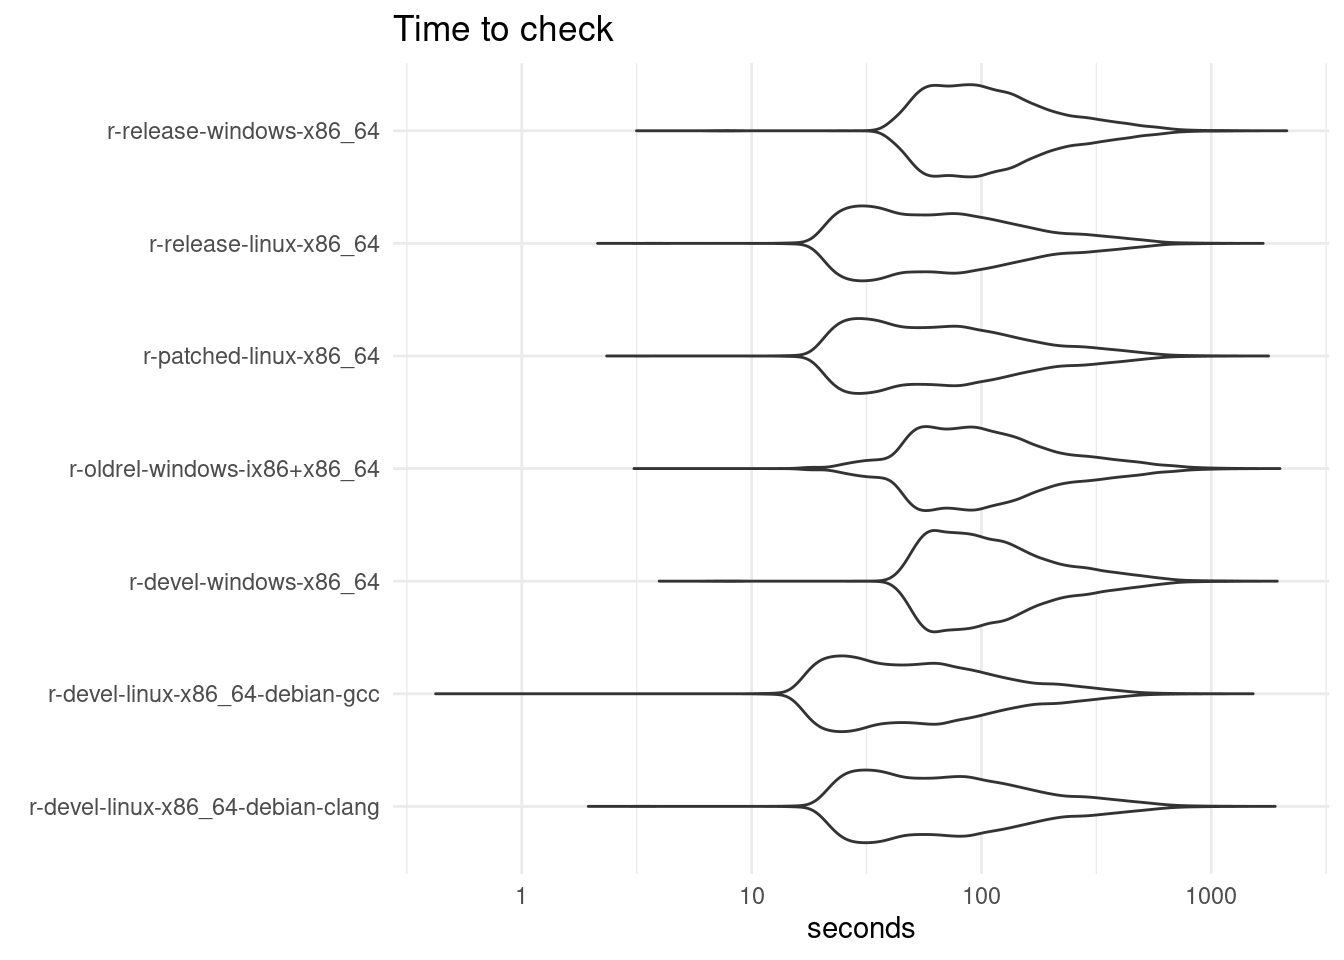 Time to check
r-release-windows-x86_64
r-release-linux-x86_64
r-patched-linux-x86_64
r-oldrel-windows-ix86+x86_64
r-devel-windows-x86_64
r-devel-linux-x86_64-debian-gcc
r-devel-linux-x86_64-debian-clang
1 10 100 1000
seconds